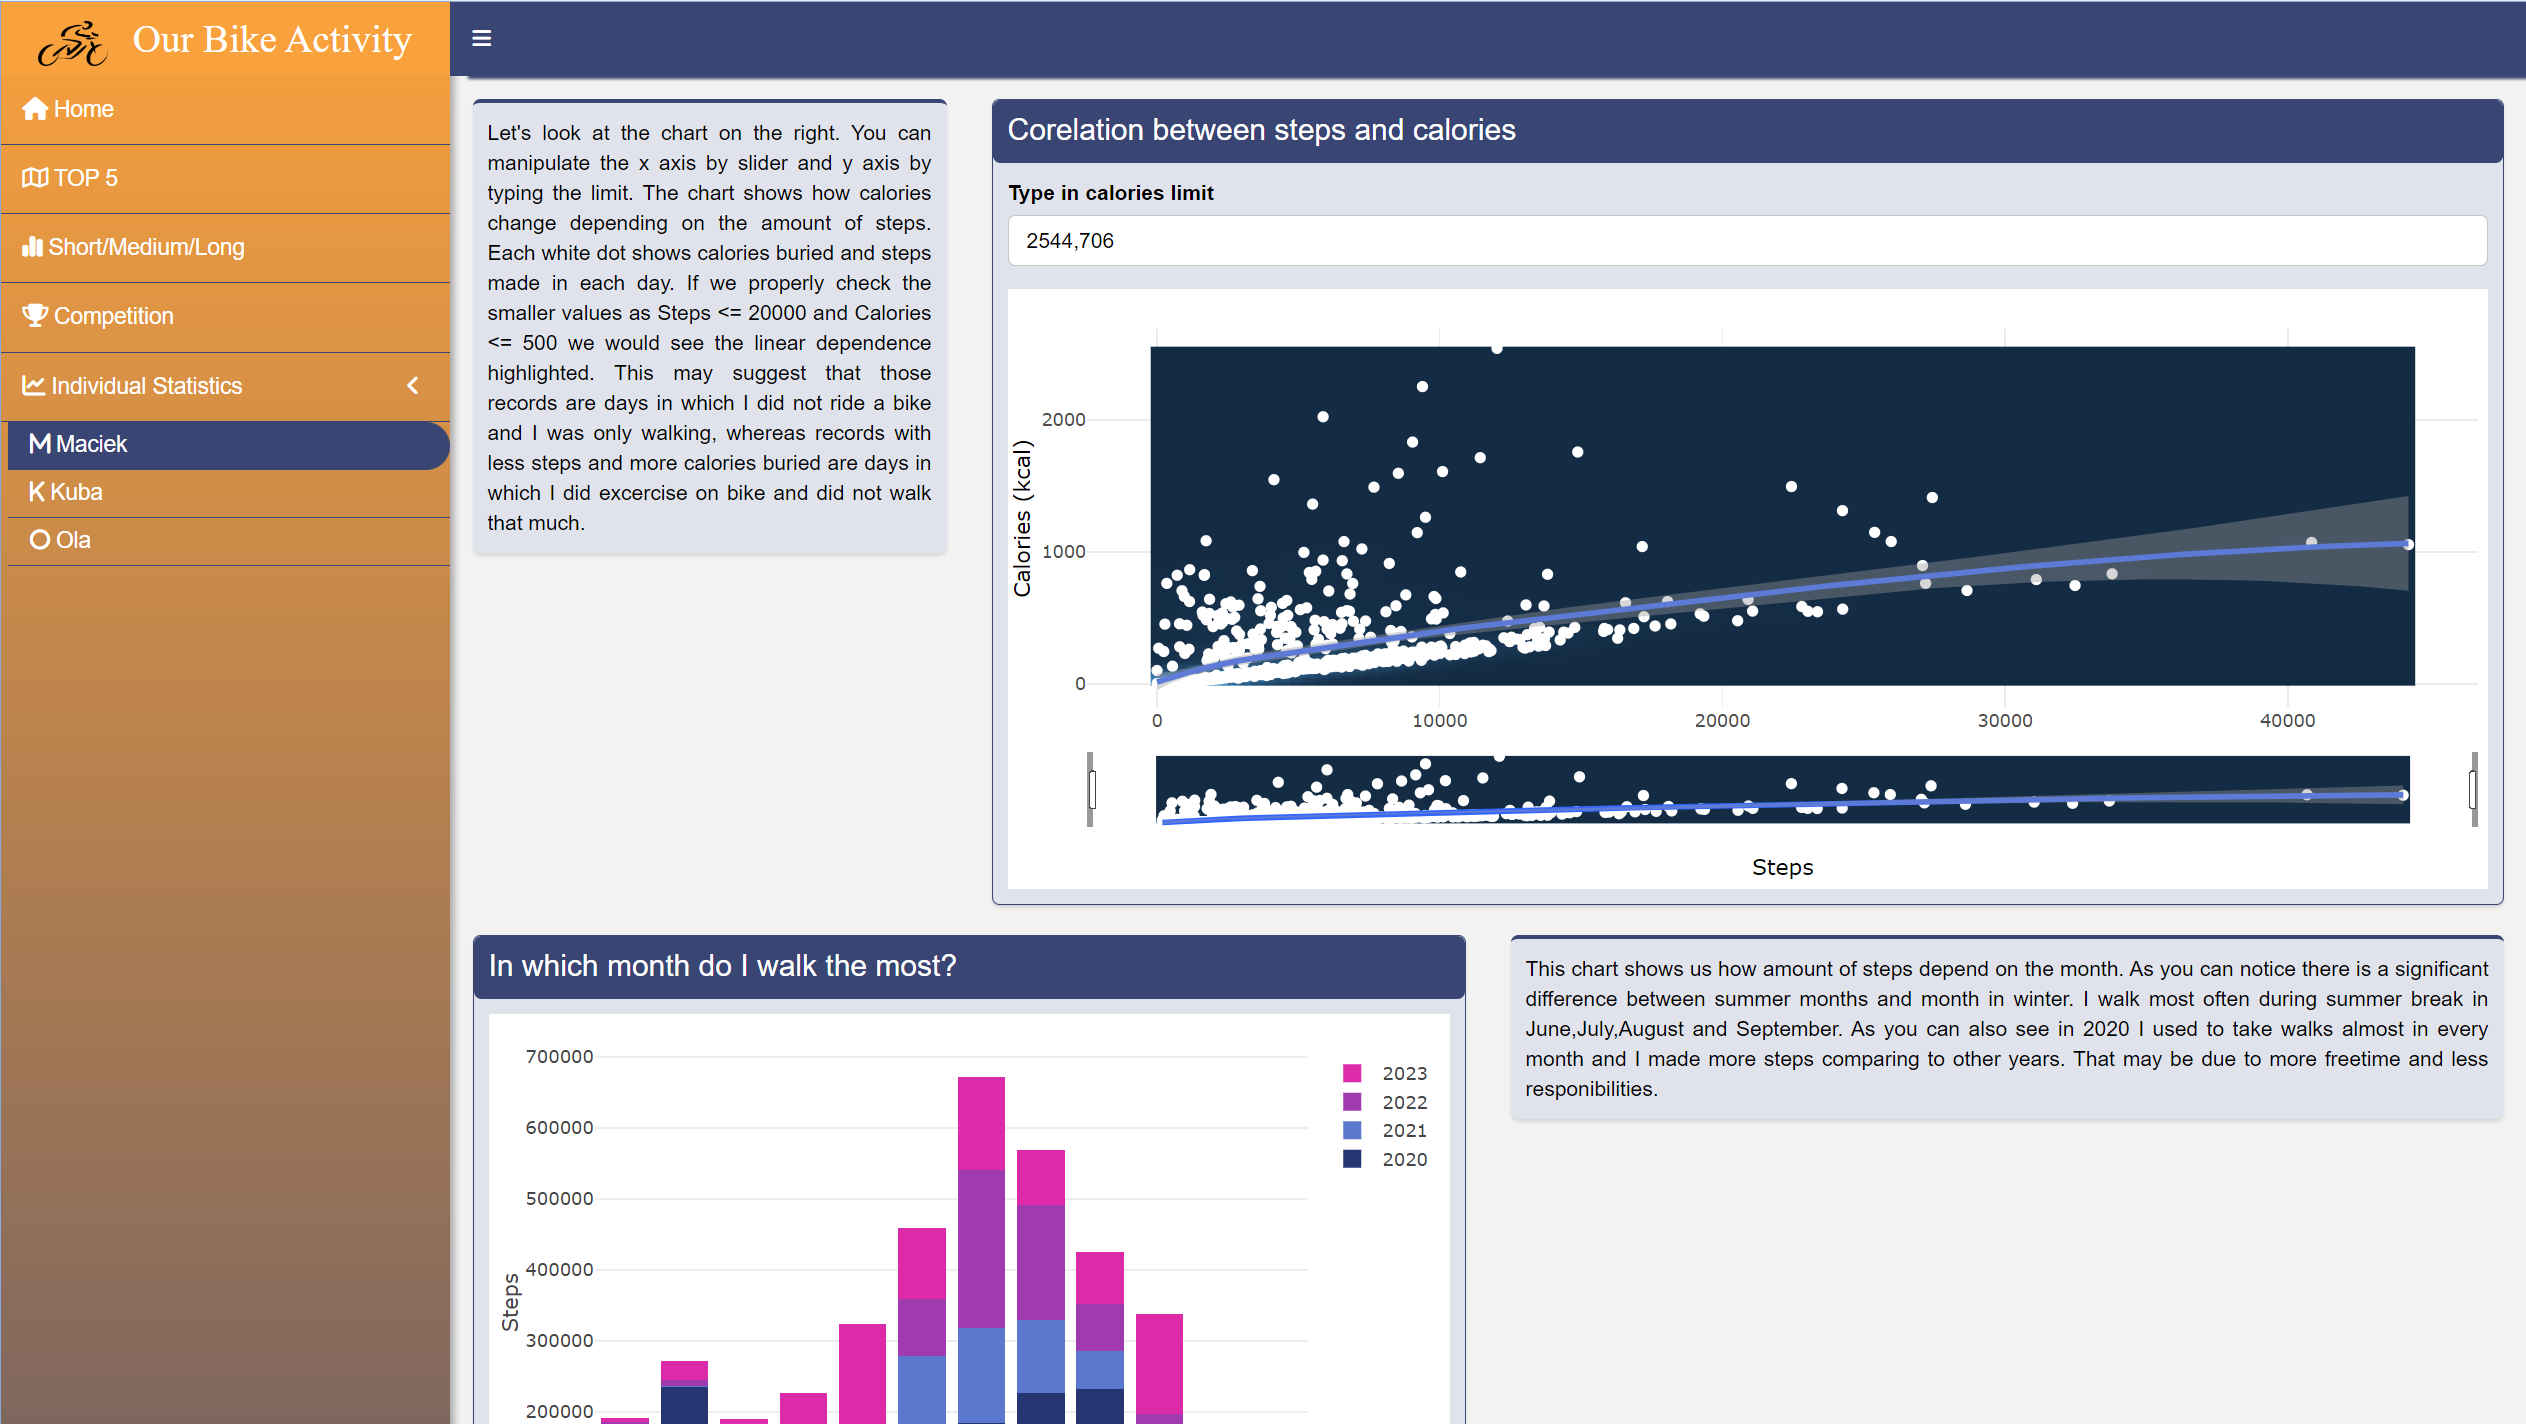 Our Bike Activity
Home
TOP 5
Short/Medium/Long
Competition
Individual Statistics
M Maciek
K Kuba
O Ola
Let's look at the chart on the right. You can
manipulate the x axis by slider and y axis by
typing the limit. The chart shows how calories
change depending on the amount of steps.
Each white dot shows calories buried and steps
made in each day. If we properly check the
smaller values as Steps <= 20000 and Calories
<= 500 we would see the linear dependence
highlighted. This may suggest that those
records are days in which I did not ride a bike
and I was only walking, whereas records with
less steps and more calories buried are days in
which I did excercise on bike and did not walk
that much.
Corelation between steps and calories
Type in calories limit
2544,706
Calories (kcal)
2000
1000
0
0 10000 20000 30000 40000
Steps
In which month do I walk the most?
Steps
700000
600000
500000
400000
300000
200000
2023
2022
2021
2020
This chart shows us how amount of steps depend on the month. As you can notice there is a significant
difference between summer months and month in winter. I walk most often during summer break in
June,July,August and September. As you can also see in 2020 I used to take walks almost in every
month and I made more steps comparing to other years. That may be due to more freetime and less
responibilities.